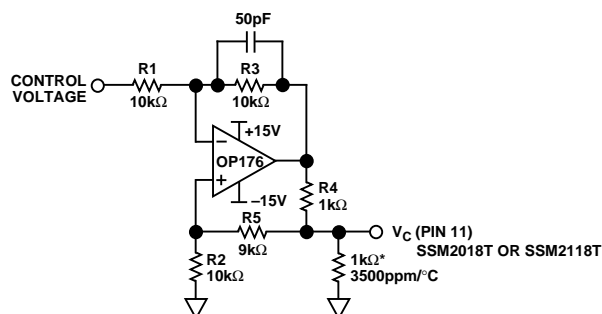 50pF
R1
R3
CONTROL
VOLTAGE
10kΩ
10kΩ
+15V
–
OP176
+
–15V
R4
1kΩ
R5
9kΩ
VC (PIN 11)
SSM2018T OR SSM2118T
R2
10kΩ
1kΩ*
3500ppm/°C